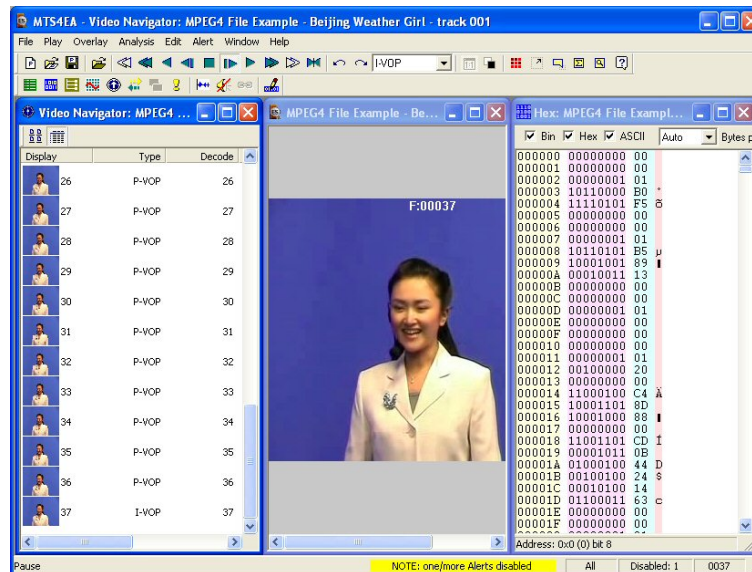 MTS4EA - Video Navigator: MPEG4 File Example - Beijing Weather Girl - track 001
File Play Overlay Analysis Edit Alert Window Help
I-VOP
Video Navigator: MPEG4 ...
Display Type Decode
26 P-VOP 26
27 P-VOP 27
28 P-VOP 28
29 P-VOP 29
30 P-VOP 30
31 P-VOP 31
32 P-VOP 32
33 P-VOP 33
34 P-VOP 34
35 P-VOP 35
36 P-VOP 36
37 I-VOP 37
MPEG4 File Example - Be...
F:00037
Hex: MPEG4 File Exampl...
Bin Hex ASCII Auto Bytes p
000000 00000000 00
000001 00000000 00
000002 00000001 01
000003 10110000 B0 °
000004 11110101 F5 õ
000005 00000000 00
000006 00000000 00
000007 00000001 01
000008 10110101 B5 µ
000009 10001001 89
00000A 00010011 13
00000B 00000000 00
00000C 00000000 00
00000D 00000001 01
00000E 00000000 00
00000F 00000000 00
000010 00000000 00
000011 00000001 01
000012 00100000 20
000013 00000000 00
000014 11000100 C4 Ä
000015 10001101 8D
000016 10001000 88
000017 00000000 00
000018 11001101 CD Í
000019 00001011 0B
00001A 01000100 44 D
00001B 00100100 24 $
00001C 00010100 14
00001D 01100011 63 c
00001E 00000000 00
00001F 00000000 00
Address: 0x0 (0) bit 8
Pause NOTE: one/more Alerts disabled All Disabled: 1 0037